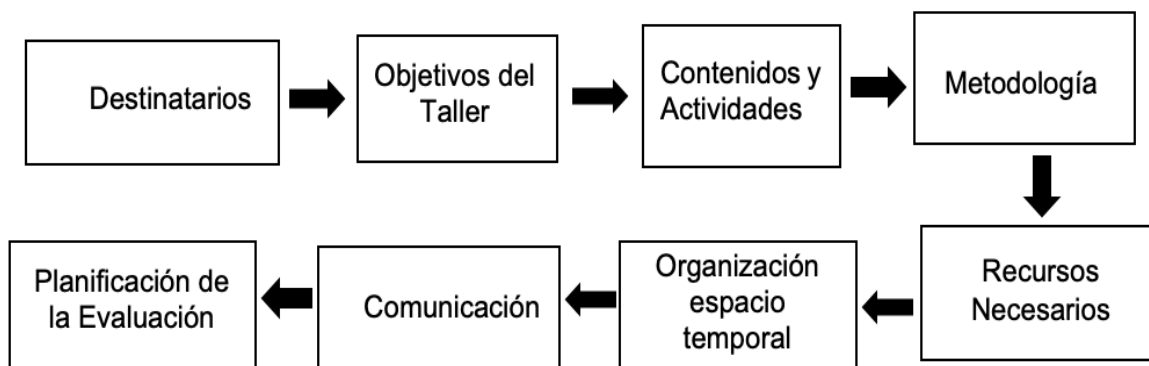 Destinatarios
Objetivos del
Taller
Contenidos y
Actividades
Metodología
Recursos
Necesarios
Organización
espacio
temporal
Comunicación
Planificación de
la Evaluación